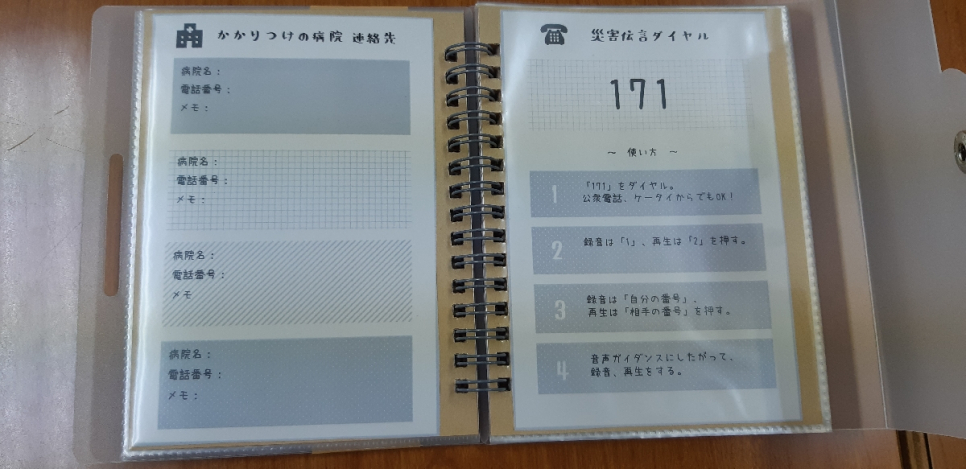 かかりつけの病院 連絡先
病院名：
電話番号：
メモ：
病院名：
電話番号：
メモ：
病院名：
電話番号：
メモ
病院名：
電話番号：
メモ：
災害伝言ダイヤル
171
～ 使い方 ～
1
「171」をダイヤル。
公衆電話、ケータイからでもOK！
2
録音は「1」、再生は「2」を押す。
3
録音は「自分の番号」、
再生は「相手の番号」を押す。
4
音声ガイダンスにしたがって、
録音、再生をする。